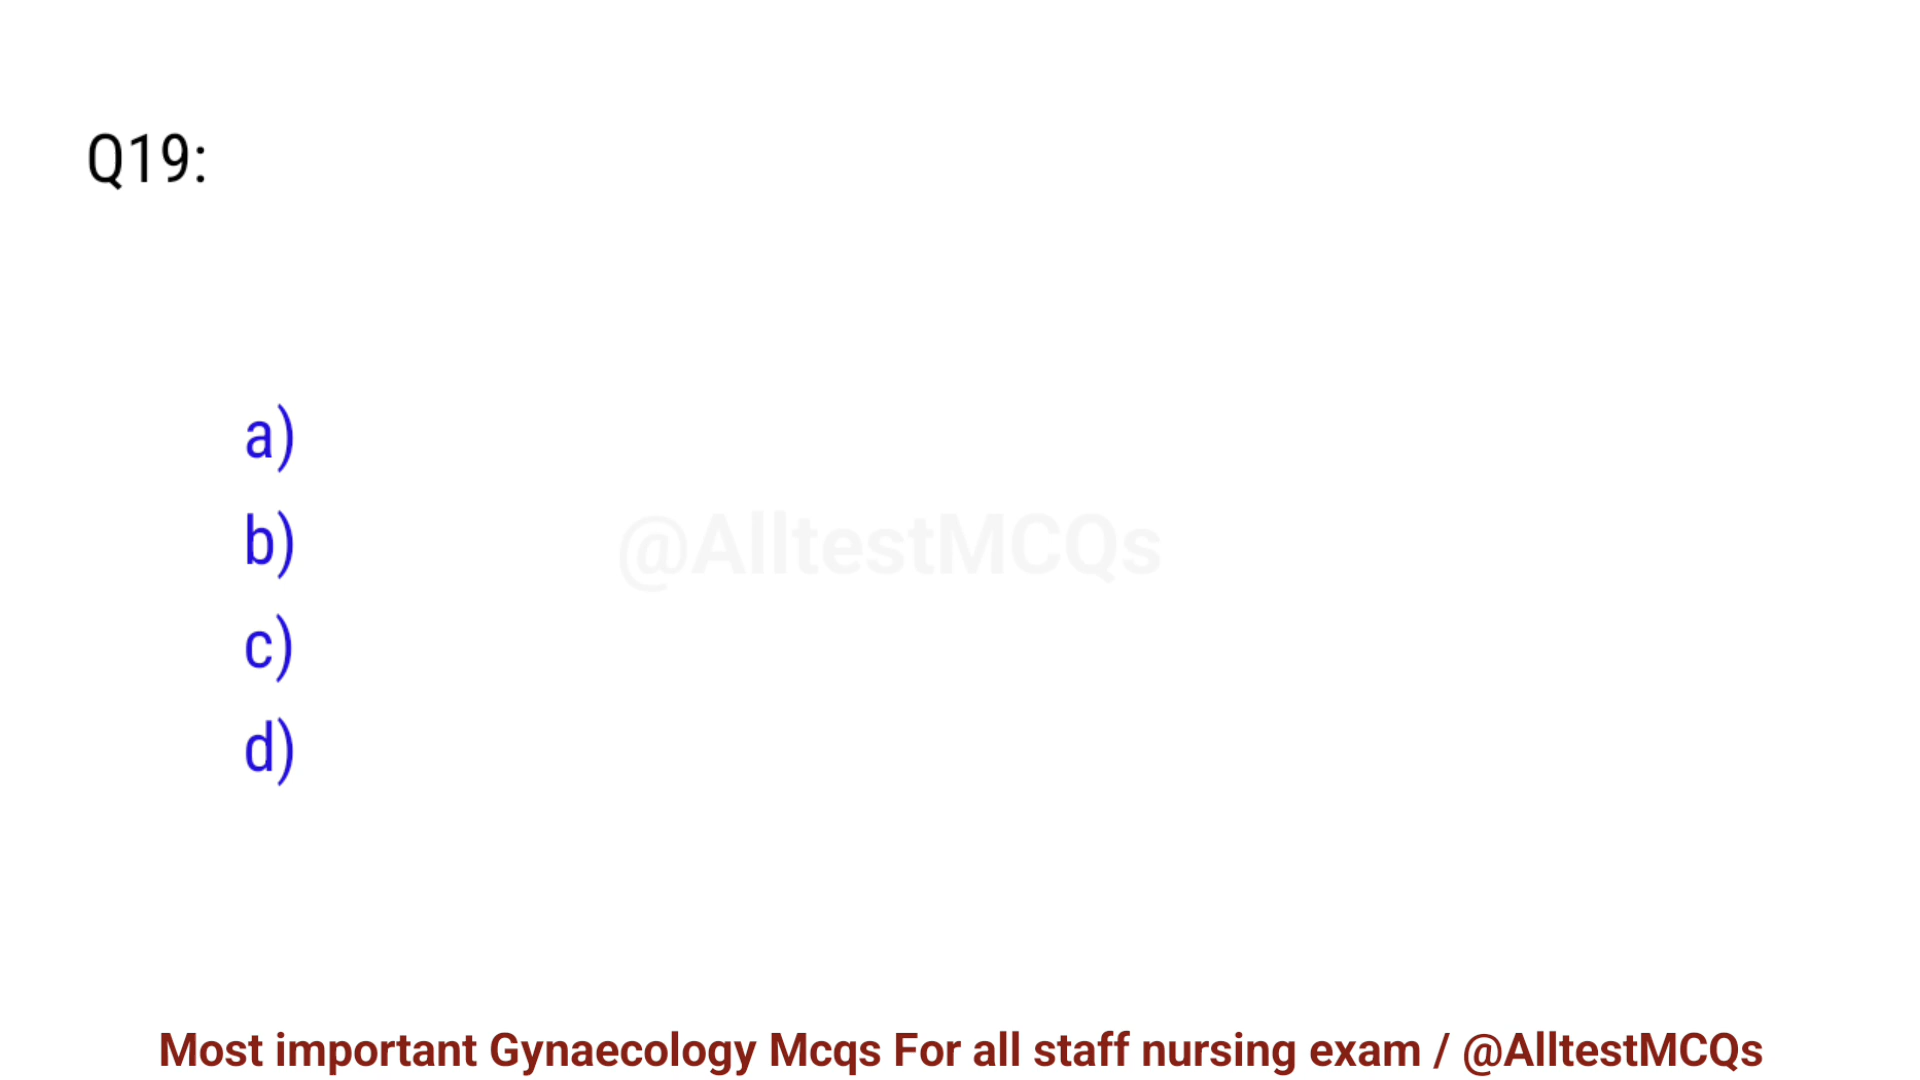 Q19:
a)
b)
@AlltestMCQs
c)
d)
Most important Gynaecology Mcqs For all staff nursing exam / @AlltestMCQs